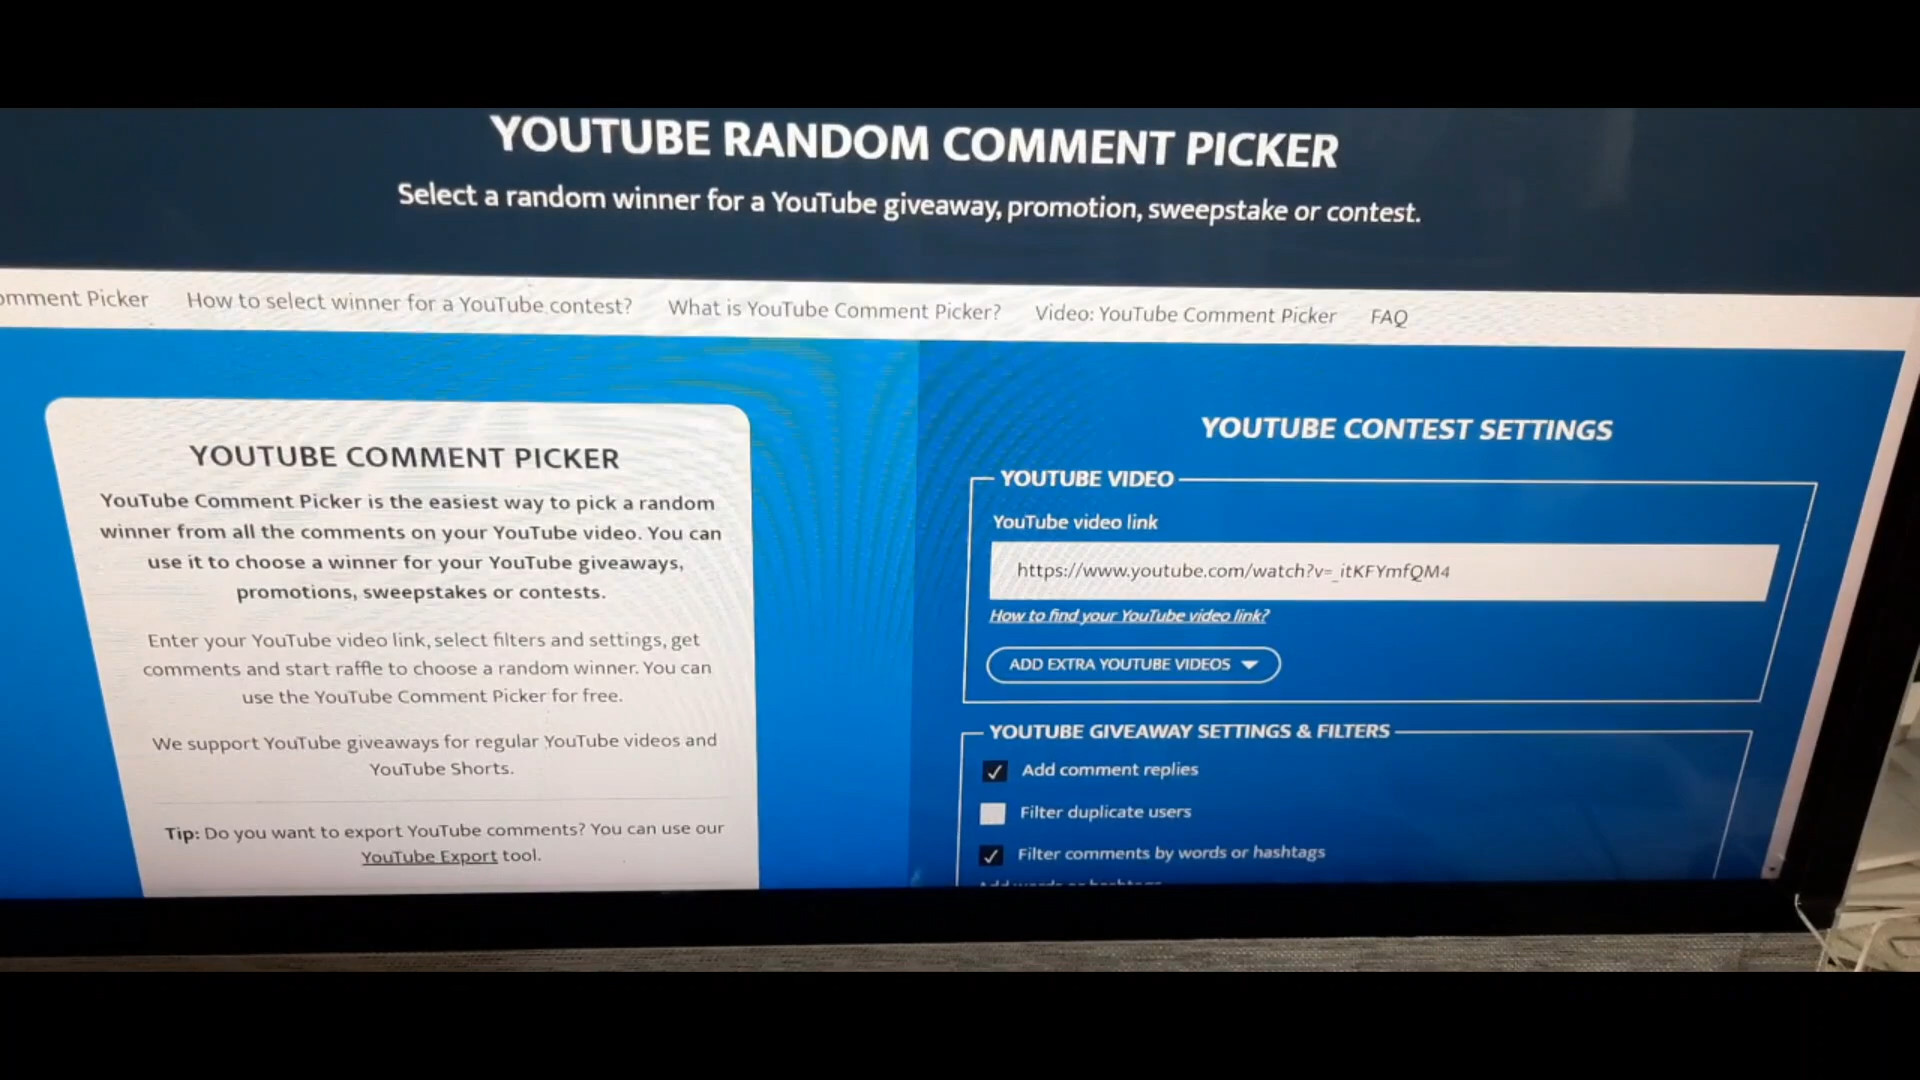 YOUTUBE RANDOM COMMENT PICKER
Select a random winner for a YouTube giveaway, promotion, sweepstake or contest.
omment Picker
How to select winner for a YouTube contest?
What is YouTube Comment Picker?
Video: YouTube Comment Picker
FAQ
YOUTUBE COMMENT PICKER
YouTube Comment Picker is the easiest way to pick a random
winner from all the comments on your YouTube video. You can
use it to choose a winner for your YouTube giveaways,
promotions, sweepstakes or contests.
Enter your YouTube video link, select filters and settings, get
comments and start raffle to choose a random winner. You can
use the YouTube Comment Picker for free.
We support YouTube giveaways for regular YouTube videos and
YouTube Shorts.
Tip: Do you want to export YouTube comments? You can use our
YouTube Export tool.
YOUTUBE CONTEST SETTINGS
YOUTUBE VIDEO
YouTube video link
https://www.youtube.com/watch?v=_itKFYmfQM4
How to find your YouTube video link?
ADD EXTRA YOUTUBE VIDEOS
YOUTUBE GIVEAWAY SETTINGS & FILTERS
Add comment replies
Filter duplicate users
Filter comments by words or hashtags